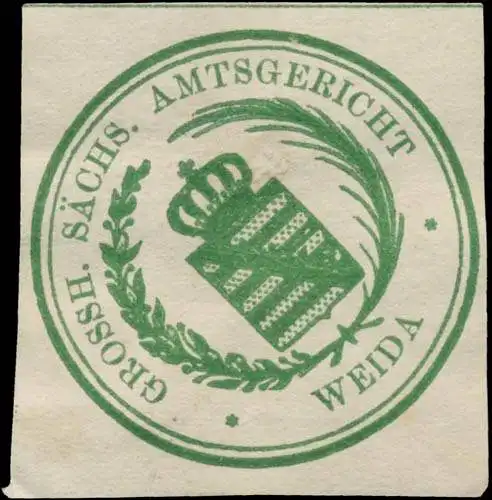 GROSSH. SÄCHS. AMTSGERICHT
* WEIDA *